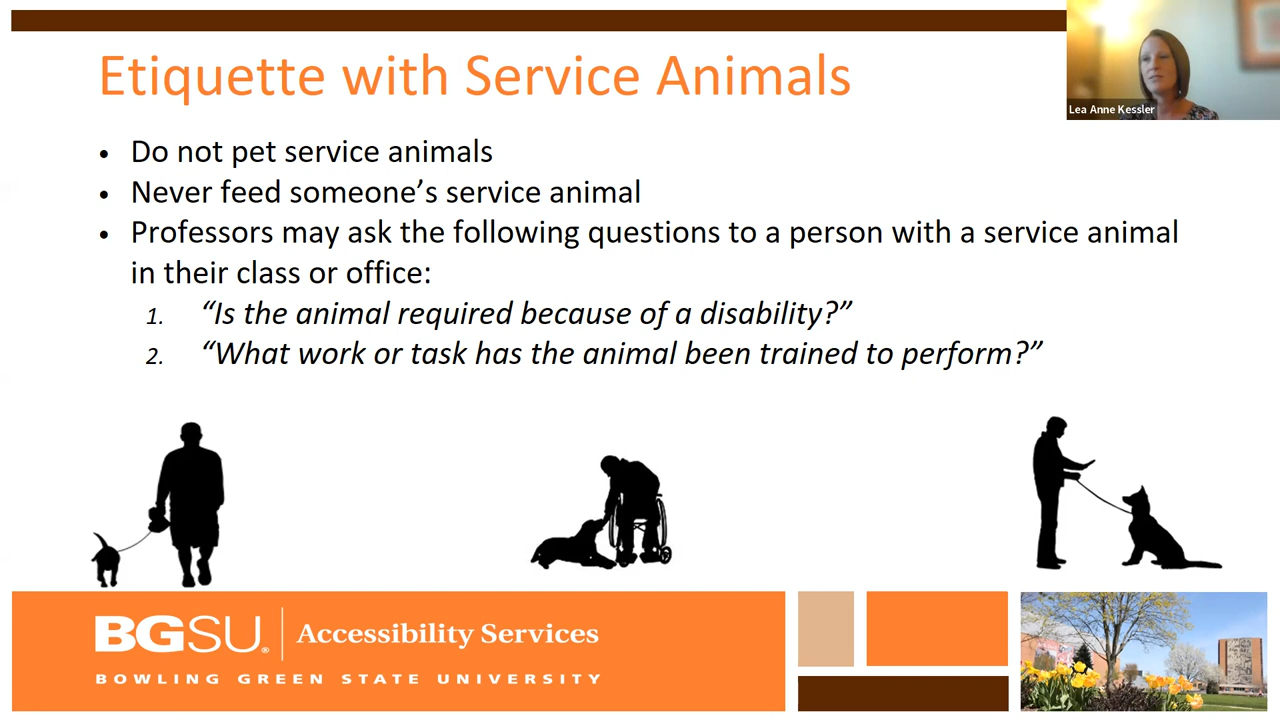 Etiquette with Service Animals
Lea Anne Kessler
• Do not pet service animals
• Never feed someone’s service animal
• Professors may ask the following questions to a person with a service animal
in their class or office:
1. “Is the animal required because of a disability?”
2. “What work or task has the animal been trained to perform?”
BGSU® Accessibility Services
BOWLING GREEN STATE UNIVERSITY